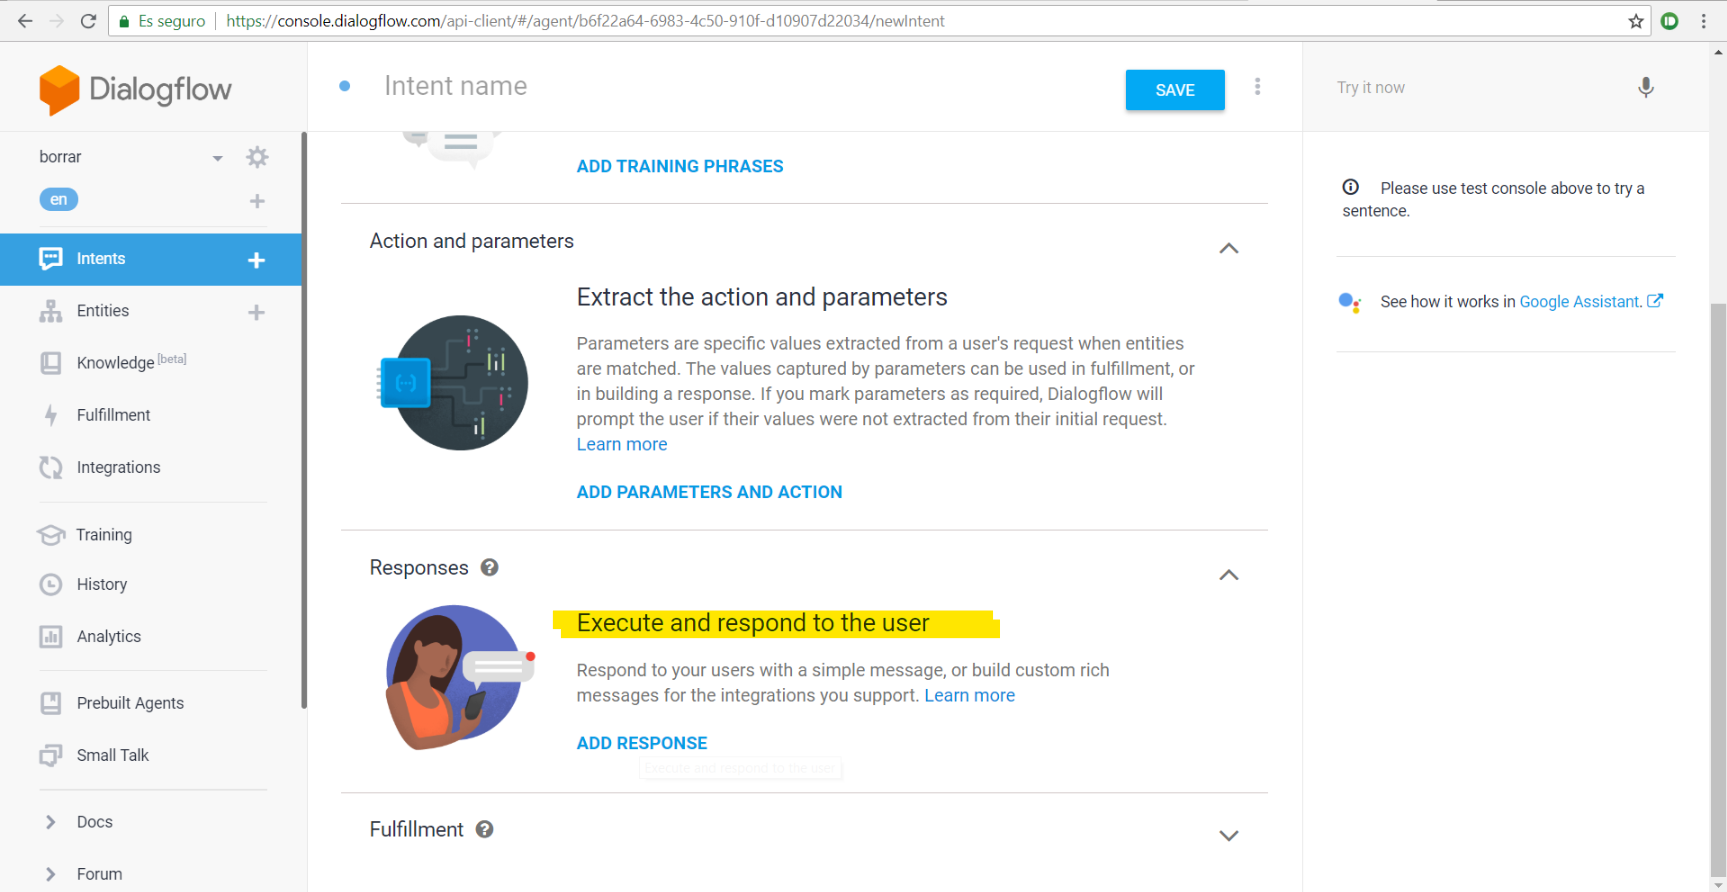 Es seguro
https://console.dialogflow.com/api-client/#/agent/b6f22a64-6983-4c50-910f-d10907d22034/newIntent
Dialogflow
Intent name
SAVE
Try it now
borrar
en
Intents
Entities
Knowledge [beta]
Fulfillment
Integrations
Training
History
Analytics
Prebuilt Agents
Small Talk
Docs
Forum
ADD TRAINING PHRASES
Action and parameters
Extract the action and parameters
Parameters are specific values extracted from a user's request when entities
are matched. The values captured by parameters can be used in fulfillment, or
in building a response. If you mark parameters as required, Dialogflow will
prompt the user if their values were not extracted from their initial request.
Learn more
ADD PARAMETERS AND ACTION
Responses
Execute and respond to the user
Respond to your users with a simple message, or build custom rich
messages for the integrations you support. Learn more
ADD RESPONSE
Execute and respond to the user
Fulfillment
Please use test console above to try a
sentence.
See how it works in Google Assistant.